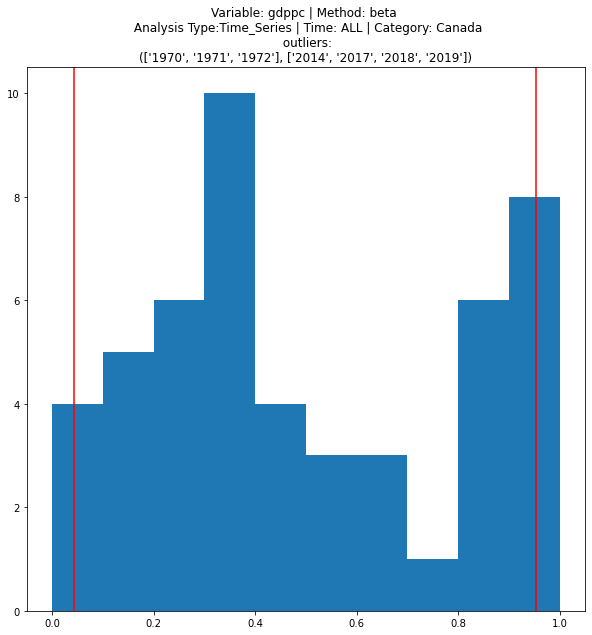 Variable: gdppc | Method: beta
Analysis Type:Time_Series | Time: ALL | Category: Canada
outliers:
(['1970', '1971', '1972'], ['2014', '2017', '2018', '2019'])
10
8
6
4
2
0
0.0 0.2 0.4 0.6 0.8 1.0